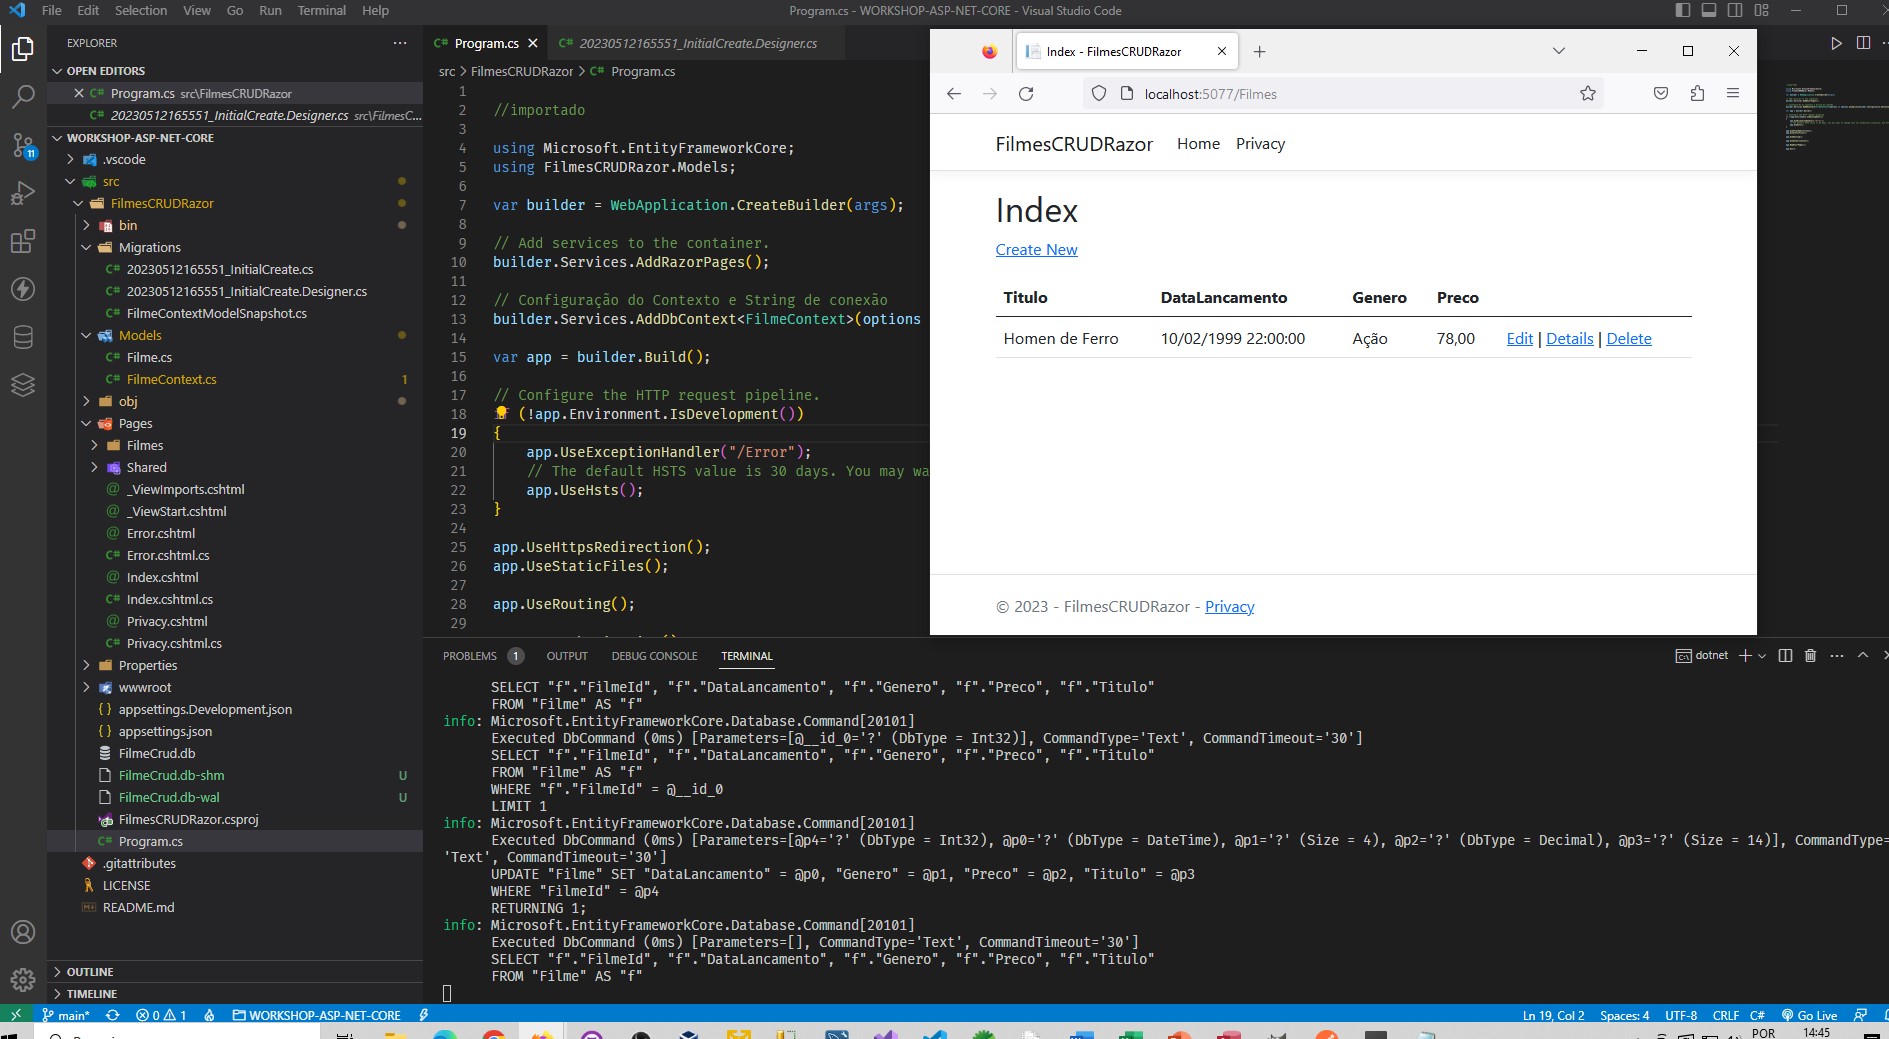 File Edit Selection View Go Run Terminal Help
Program.cs - WORKSHOP-ASP-NET-CORE - Visual Studio Code
EXPLORER
OPEN EDITORS
Program.cs src\FilmesCRUDRazor
20230512165551_InitialCreate.Designer.cs src\FilmesC...
WORKSHOP-ASP-NET-CORE
.vscode
src
FilmesCRUDRazor
bin
Migrations
20230512165551_InitialCreate.cs
20230512165551_InitialCreate.Designer.cs
FilmeContextModelSnapshot.cs
Models
Filme.cs
FilmeContext.cs 1
obj
Pages
Filmes
Shared
_ViewImports.cshtml
_ViewStart.cshtml
Error.cshtml
Error.cshtml.cs
Index.cshtml
Index.cshtml.cs
Privacy.cshtml
Privacy.cshtml.cs
Properties
wwwroot
appsettings.Development.json
appsettings.json
FilmeCrud.db
FilmeCrud.db-shm U
FilmeCrud.db-wal U
FilmesCRUDRazor.csproj
Program.cs
.gitattributes
LICENSE
README.md
OUTLINE
TIMELINE
11
Program.cs
20230512165551_InitialCreate.Designer.cs
src > FilmesCRUDRazor > Program.cs
1
2 //importado
3
4 using Microsoft.EntityFrameworkCore;
5 using FilmesCRUDRazor.Models;
6
7 var builder = WebApplication.CreateBuilder(args);
8
9 // Add services to the container.
10 builder.Services.AddRazorPages();
11
12 // Configuração do Contexto e String de conexão
13 builder.Services.AddDbContext<FilmeContext>(options
14
15 var app = builder.Build();
16
17 // Configure the HTTP request pipeline.
18 (!app.Environment.IsDevelopment())
19 {
20 app.UseExceptionHandler("/Error");
21 // The default HSTS value is 30 days. You may wa
22 app.UseHsts();
23 }
24
25 app.UseHttpsRedirection();
26 app.UseStaticFiles();
27
28 app.UseRouting();
29
Index - FilmesCRUDRazor
localhost:5077/Filmes
FilmesCRUDRazor Home Privacy
Index
Create New
Titulo DataLancamento Genero Preco
Homen de Ferro 10/02/1999 22:00:00 Ação 78,00 Edit | Details | Delete
© 2023 - FilmesCRUDRazor - Privacy
PROBLEMS 1 OUTPUT DEBUG CONSOLE TERMINAL
dotnet
SELECT "f"."FilmeId", "f"."DataLancamento", "f"."Genero", "f"."Preco", "f"."Titulo"
FROM "Filme" AS "f"
info: Microsoft.EntityFrameworkCore.Database.Command[20101]
Executed DbCommand (0ms) [Parameters=[@__id_0='?' (DbType = Int32)], CommandType='Text', CommandTimeout='30']
SELECT "f"."FilmeId", "f"."DataLancamento", "f"."Genero", "f"."Preco", "f"."Titulo"
FROM "Filme" AS "f"
WHERE "f"."FilmeId" = @__id_0
LIMIT 1
info: Microsoft.EntityFrameworkCore.Database.Command[20101]
Executed DbCommand (0ms) [Parameters=[@p4='?' (DbType = Int32), @p0='?' (DbType = DateTime), @p1='?' (Size = 4), @p2='?' (DbType = Decimal), @p3='?' (Size = 14)], CommandType=
'Text', CommandTimeout='30']
UPDATE "Filme" SET "DataLancamento" = @p0, "Genero" = @p1, "Preco" = @p2, "Titulo" = @p3
WHERE "FilmeId" = @p4
RETURNING 1;
info: Microsoft.EntityFrameworkCore.Database.Command[20101]
Executed DbCommand (0ms) [Parameters=[], CommandType='Text', CommandTimeout='30']
SELECT "f"."FilmeId", "f"."DataLancamento", "f"."Genero", "f"."Preco", "f"."Titulo"
FROM "Filme" AS "f"
main* 0 1 WORKSHOP-ASP-NET-CORE
Ln 19, Col 2 Spaces: 4 UTF-8 CRLF C# Go Live
POR 14:45